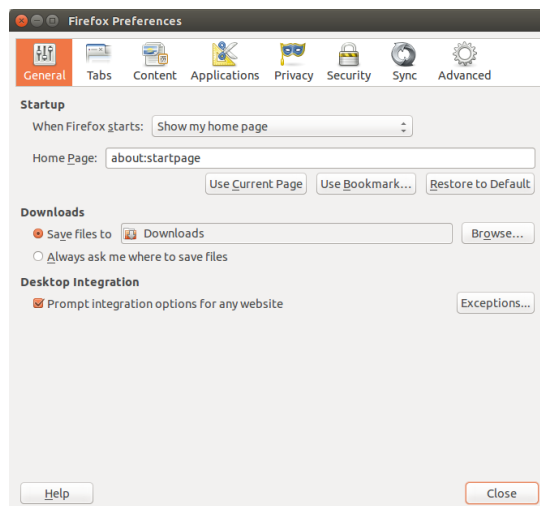 Firefox Preferences
General Tabs Content Applications Privacy Security Sync Advanced
Startup
When Firefox starts: Show my home page
Home Page: about:startpage
Use Current Page Use Bookmark... Restore to Default
Downloads
Save files to Downloads Browse...
Always ask me where to save files
Desktop Integration
Prompt integration options for any website Exceptions...
Help Close